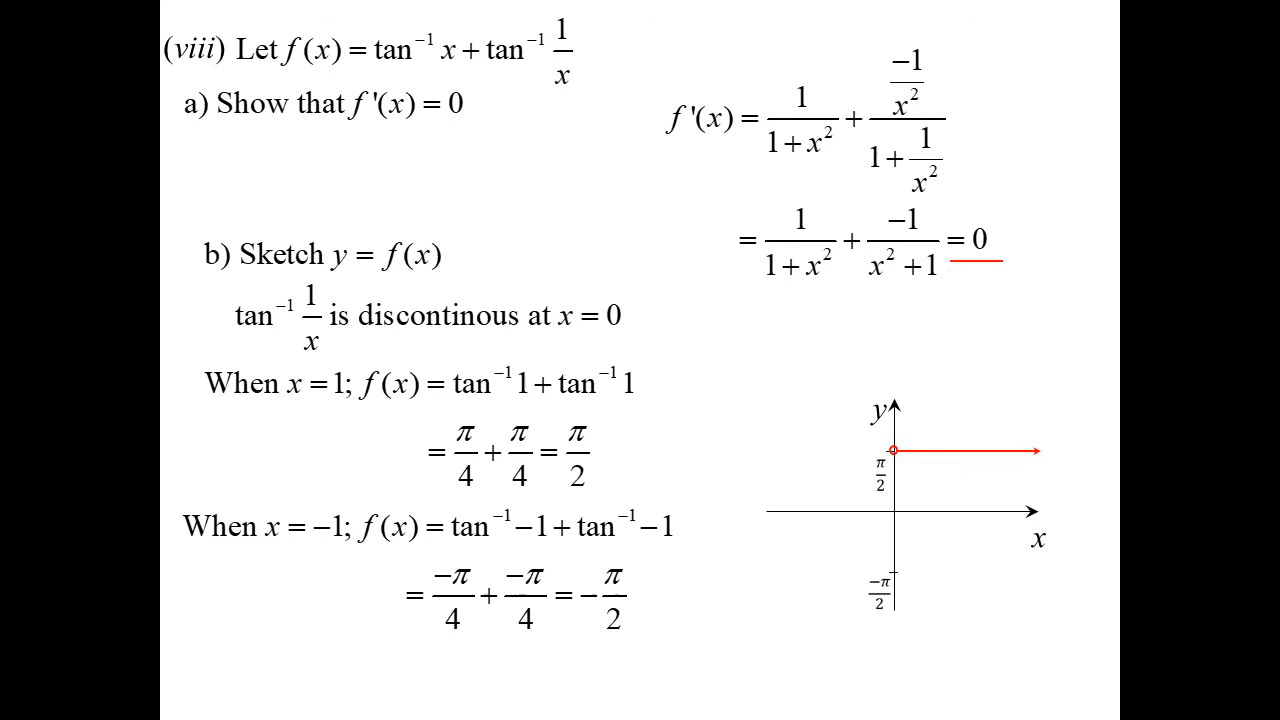 (viii) Let f(x) = tan⁻¹ x + tan⁻¹ 1/x
a) Show that f'(x) = 0
f'(x) = 1/(1+x²) + (-1/x²)/(1+1/x²)
= 1/(1+x²) + -1/(x²+1) = 0
b) Sketch y = f(x)
tan⁻¹ 1/x is discontinous at x = 0
When x = 1; f(x) = tan⁻¹ 1 + tan⁻¹ 1
= π/4 + π/4 = π/2
When x = −1; f(x) = tan⁻¹ −1 + tan⁻¹ −1
= −π/4 + −π/4 = −π/2
y
π/2
x
−π/2